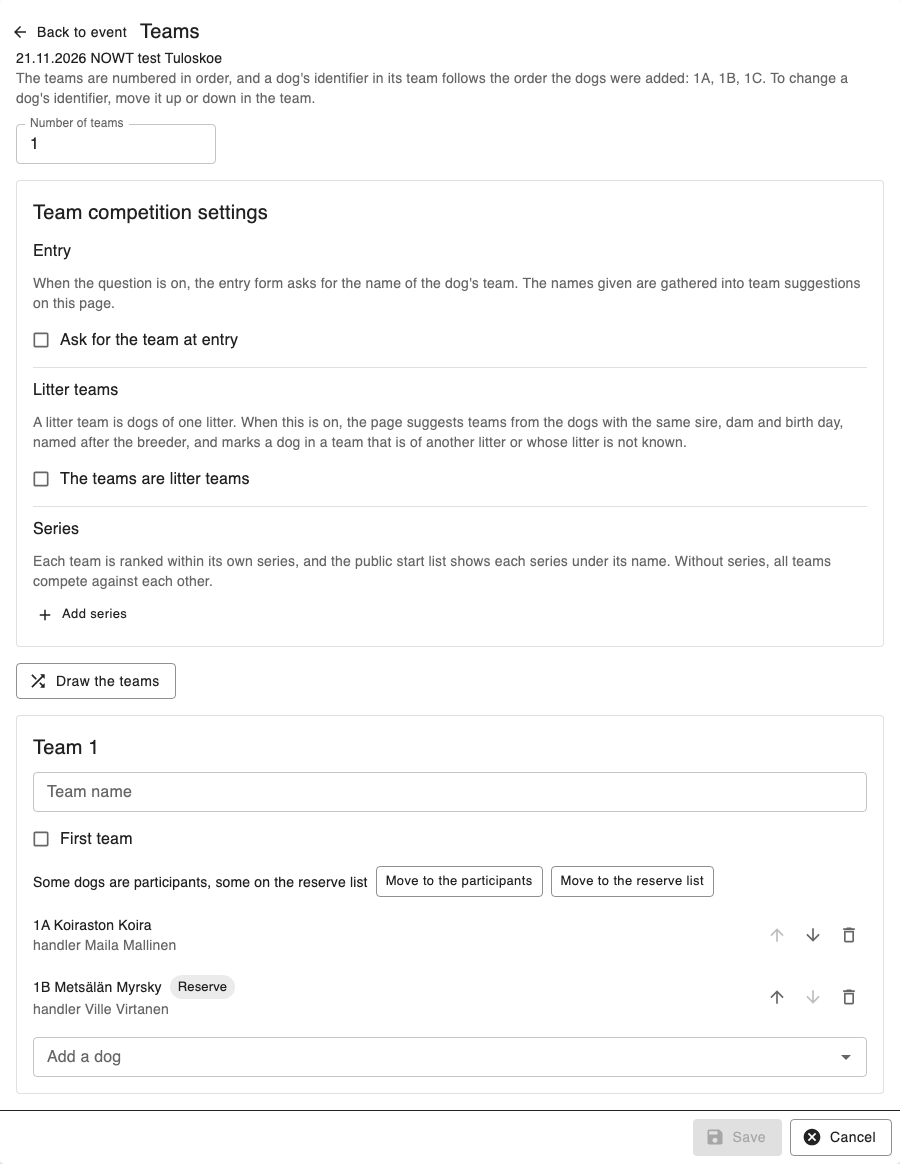 Back to event Teams
21.11.2026 NOWT test Tuloskoe
The teams are numbered in order, and a dog's identifier in its team follows the order the dogs were added: 1A, 1B, 1C. To change a
dog's identifier, move it up or down in the team.
Number of teams
1
Team competition settings
Entry
When the question is on, the entry form asks for the name of the dog's team. The names given are gathered into team suggestions
on this page.
Ask for the team at entry
Litter teams
A litter team is dogs of one litter. When this is on, the page suggests teams from the dogs with the same sire, dam and birth day,
named after the breeder, and marks a dog in a team that is of another litter or whose litter is not known.
The teams are litter teams
Series
Each team is ranked within its own series, and the public start list shows each series under its name. Without series, all teams
compete against each other.
Add series
Draw the teams
Team 1
Team name
First team
Some dogs are participants, some on the reserve list Move to the participants Move to the reserve list
1A Koiraston Koira
handler Maila Mallinen
1B Metsälän Myrsky Reserve
handler Ville Virtanen
Add a dog
Save Cancel